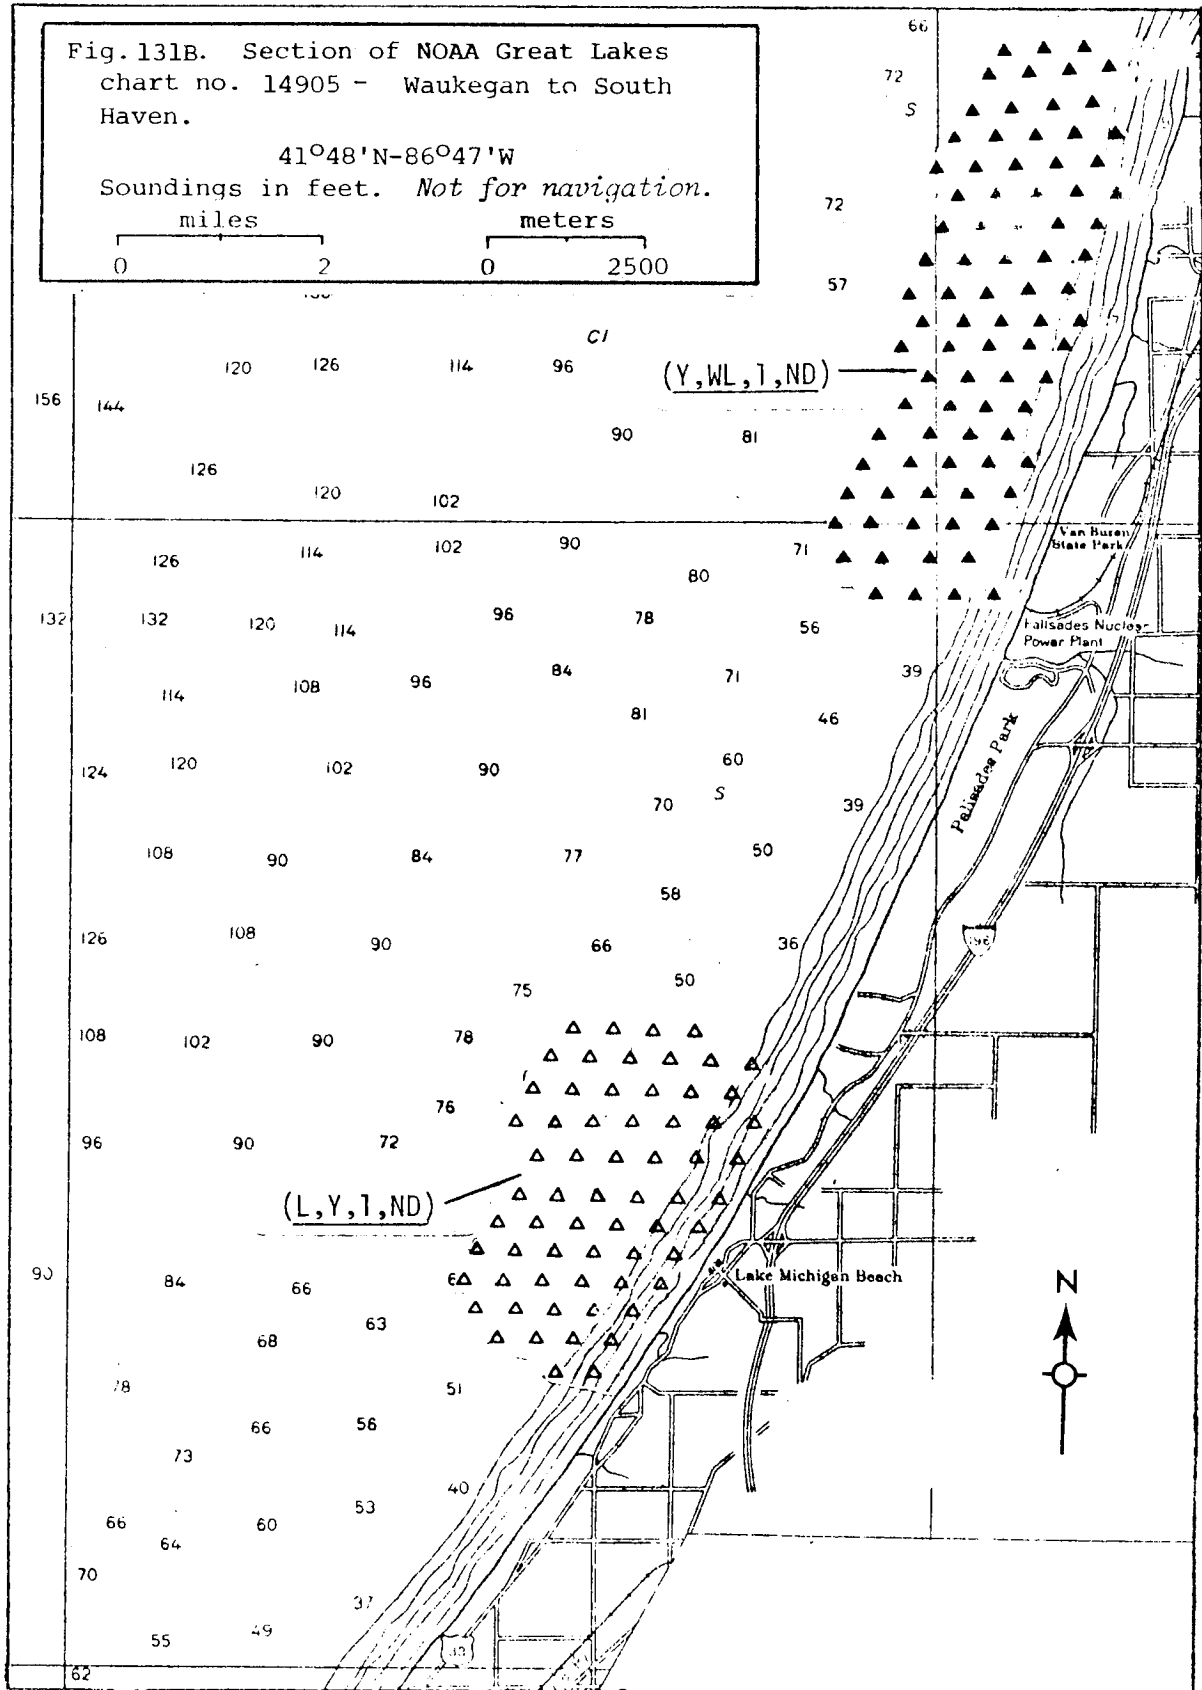 Fig. 131B. Section of NOAA Great Lakes
chart no. 14905 - Waukegan to South
Haven.
41°48'N-86°47'W
Soundings in feet. Not for navigation.
miles meters
0 2 0 2500
66
72
S
72
57
CI
120 126 114 96
(Y,WL,1,ND)
156 144
90 81
126
120 102
126 114 102 90 71
Van Buren
State Park
80
132 132 120 114 96 78 56
Palisades Nuclear
Power Plant
114 108 96 84 71 39
81 46
Palisades Park
124 120 102 90 60
70 S 39
108 90 84 77 50
58
126 108 90 66 36
196
75 50
108 102 90 78
76
96 90 72
(L,Y,1,ND)
90 84 66
Lake Michigan Beach
N
68 63
78 51
66 56
73
40
66 64 60 53
70
37
55 49
33
62